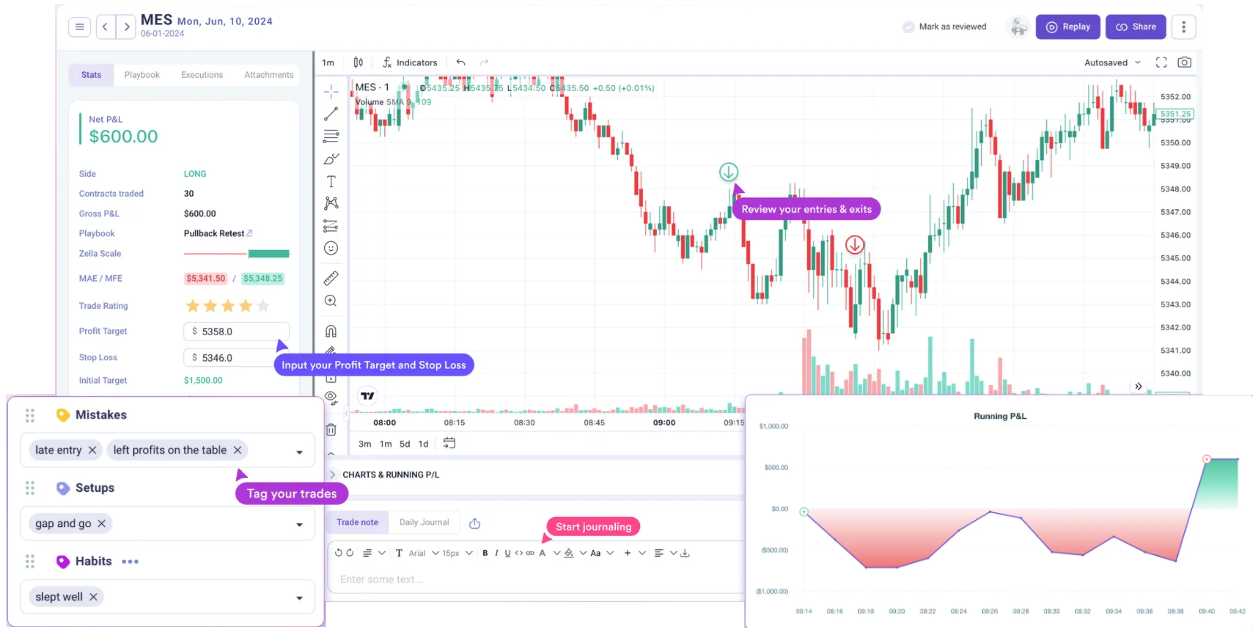 MES Mon, Jun, 10, 2024
06-01-2024
Mark as reviewed
Replay
Share
Stats
Playbook
Executions
Attachments
Net P&L
$600.00
Side LONG
Contracts traded 30
Gross P&L $600.00
Playbook Pullback Retest
Zella Scale
MAE / MFE $5,341.50 / $5,348.25
Trade Rating
Profit Target $ 5358.0
Stop Loss $ 5346.0
Initial Target $1,500.00
Input your Profit Target and Stop Loss
1m
Indicators
Autosaved
MES · 1 O5435.25 H5435.75 L5434.50 C5435.50 +0.50 (+0.01%)
Volume SMA 9 109
Review your entries & exits
5352.00
5351.25
5351.00
5350.00
5349.00
5348.00
5347.00
5346.00
5345.00
5344.00
5343.00
5342.00
5341.00
5340.00
08:00 08:15 08:30 08:45 09:00 09:15
3m 1m 5d 1d
CHARTS & RUNNING P/L
Trade note
Daily Journal
Start journaling
T Arial 15px B I U A Aa +
Enter some text...
Mistakes
late entry
left profits on the table
Tag your trades
Setups
gap and go
Habits
slept well
Running P&L
$1,000.00
$500.00
$0.00
($500.00)
($1,000.00)
09:14 09:16 09:18 09:20 09:22 09:24 09:26 09:28 09:30 09:32 09:34 09:36 09:38 09:40 09:42